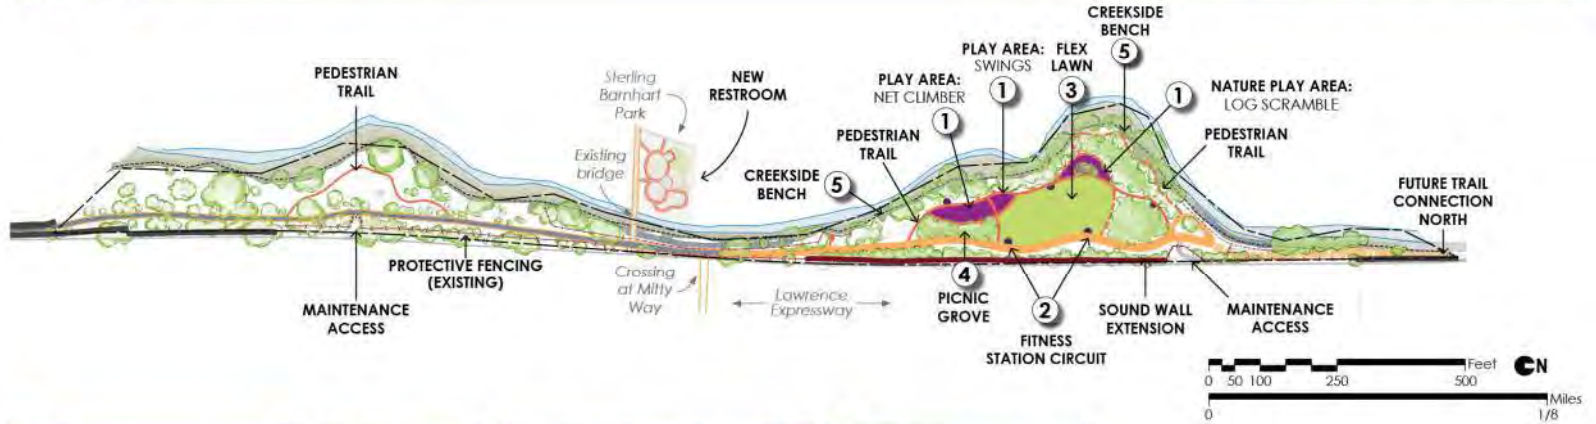 PEDESTRIAN
TRAIL
Sterling
Barnhart
Park
Existing
bridge
NEW
RESTROOM
PROTECTIVE FENCING
(EXISTING)
MAINTENANCE
ACCESS
Crossing
at Mitty
Way
Lawrence
Expressway
CREEKSIDE
BENCH
5
PEDESTRIAN
TRAIL
PLAY AREA:
NET CLIMBER
1
PLAY AREA:
SWINGS
1
FLEX
LAWN
3
CREEKSIDE
BENCH
5
1
NATURE PLAY AREA:
LOG SCRAMBLE
PEDESTRIAN
TRAIL
FUTURE TRAIL
CONNECTION
NORTH
4
PICNIC
GROVE
2
FITNESS
STATION CIRCUIT
SOUND WALL
EXTENSION
MAINTENANCE
ACCESS
Feet
0 50 100 250 500
N
Miles
0 1/8